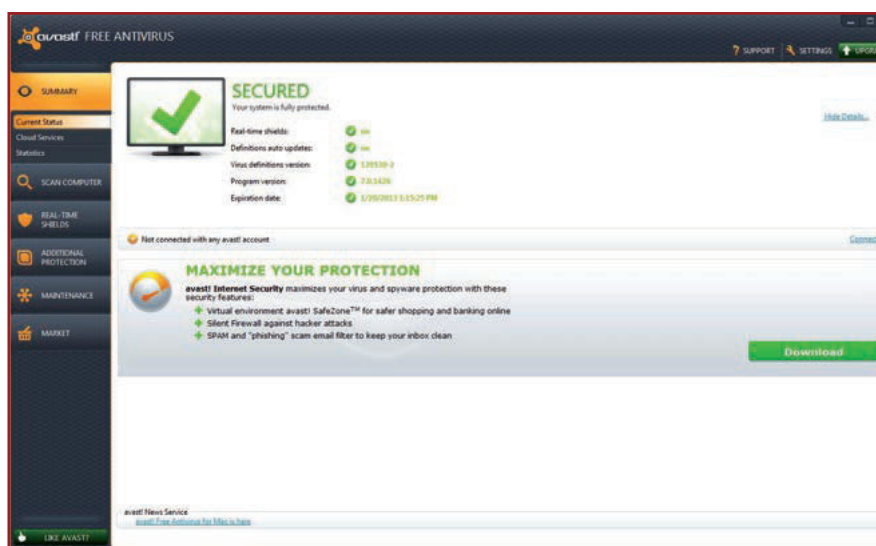 avast! FREE ANTIVIRUS
SUPPORT
SETTINGS
SUMMARY
SECURED
Your system is fully protected.
Hide Details...
Current Status
Cloud Services
Statistics
Real-time shields:
Definitions auto updates:
Virus definitions version:
Program version: 7.0.1426
Expiration date:
SCAN COMPUTER
REAL-TIME
SHIELDS
ADDITIONAL
PROTECTION
MAINTENANCE
MARKET
Not connected with any avast! account
MAXIMIZE YOUR PROTECTION
avast! Internet Security maximizes your virus and spyware protection with these
security features:
Virtual environment avast! SafeZone™ for safer shopping and banking online
Silent Firewall against hacker attacks
SPAM and "phishing" scam email filter to keep your inbox clean
Download
avast! News Service
avast! Free Antivirus for Mac is here
LIKE AVAST?